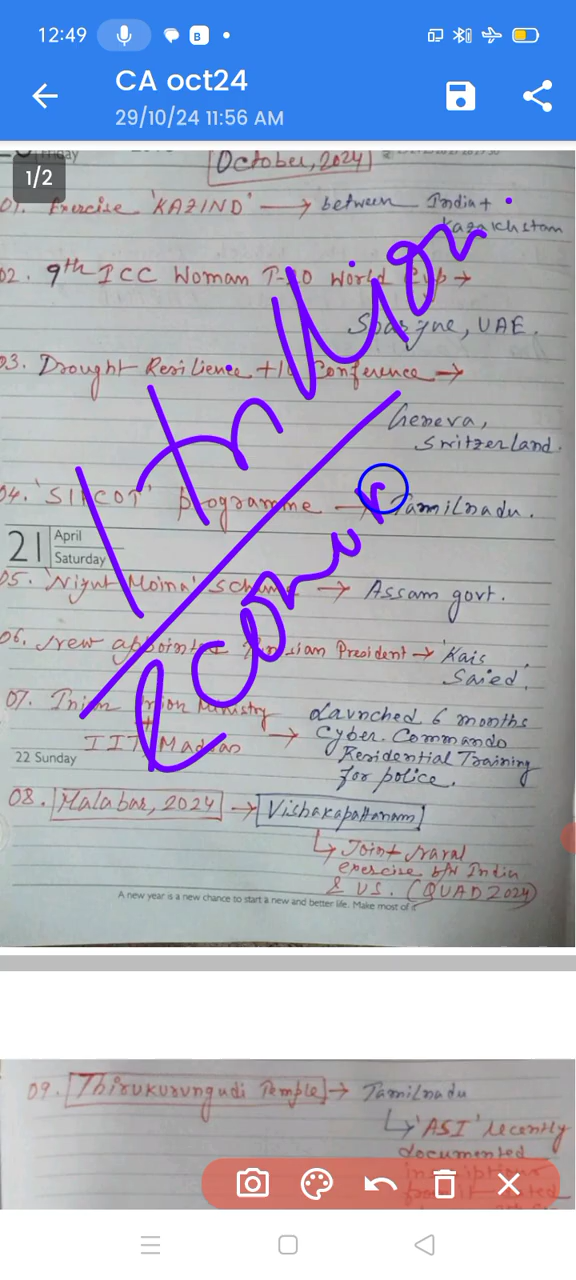 12:49
CA oct24
29/10/24 11:56 AM
1/2
Friday
October, 2024
01. Exercise 'KAZIND' → between India +
Kazakhstan
02. 9th ICC Woman T-20 World Cup →
UAE.
03. Drought Resilience +10 Conference →
Geneva,
Switzerland.
04. 'SIPCOT' programme → Tamilnadu.
21 April
Saturday
05. 'Nijut Moina' Scheme → Assam govt.
06. New appointed Tunisian President → Kais
Saied.
07. Union Ministry
+
IIT Madras → Launched 6 months
Cyber Commando
Residential Training
for police.
22 Sunday
08. Malabar, 2024 → Vishakapattanam
↳ Joint Naval
exercise b/w India
& US. (QUAD 2024)
A new year is a new chance to start a new and better life. Make most of it
09. Thirukurungudi Temple → Tamilnadu
↳ 'ASI' recently
documented
inscriptions